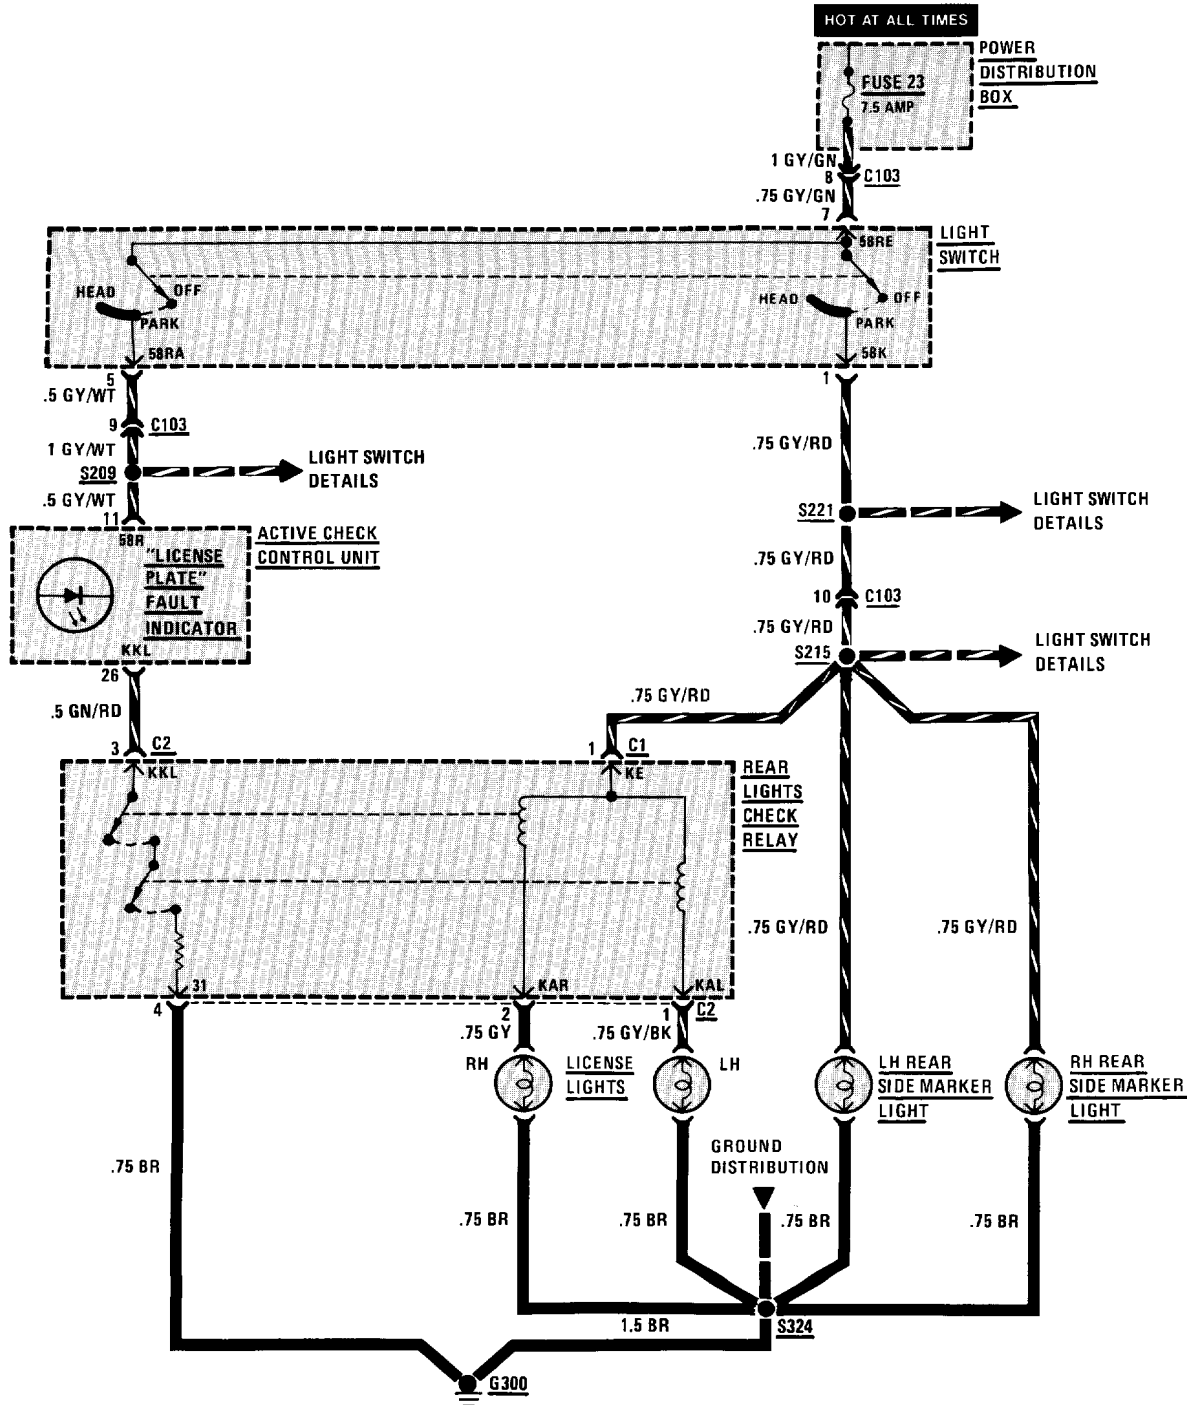 HOT AT ALL TIMES
POWER
DISTRIBUTION
BOX
FUSE 23
7.5 AMP
1 GY/GN
8
C103
.75 GY/GN
7
LIGHT
SWITCH
58RE
HEAD
OFF
PARK
58RA
HEAD
OFF
PARK
58K
5
.5 GY/WT
9
C103
1 GY/WT
S209
LIGHT SWITCH
DETAILS
.5 GY/WT
11
1
.75 GY/RD
S221
LIGHT SWITCH
DETAILS
.75 GY/RD
10
C103
.75 GY/RD
S215
LIGHT SWITCH
DETAILS
58R
ACTIVE CHECK
CONTROL UNIT
"LICENSE
PLATE"
FAULT
INDICATOR
KKL
26
.5 GN/RD
3
C2
.75 GY/RD
1
C1
KKL
KE
REAR
LIGHTS
CHECK
RELAY
.75 GY/RD
.75 GY/RD
31
KAR
KAL
4
2
1
C2
.75 GY
.75 GY/BK
RH
LICENSE
LIGHTS
LH
LH REAR
SIDE MARKER
LIGHT
RH REAR
SIDE MARKER
LIGHT
GROUND
DISTRIBUTION
.75 BR
.75 BR
.75 BR
.75 BR
.75 BR
1.5 BR
S324
G300